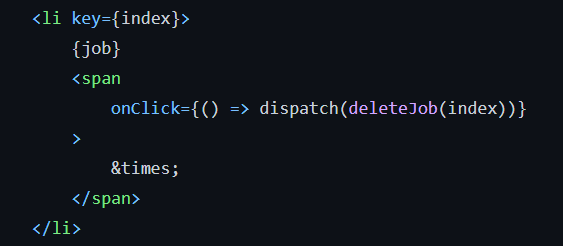 <li key={index}>
    {job}
    <span
        onClick={() => dispatch(deleteJob(index))}
    >
        &times;
    </span>
</li>